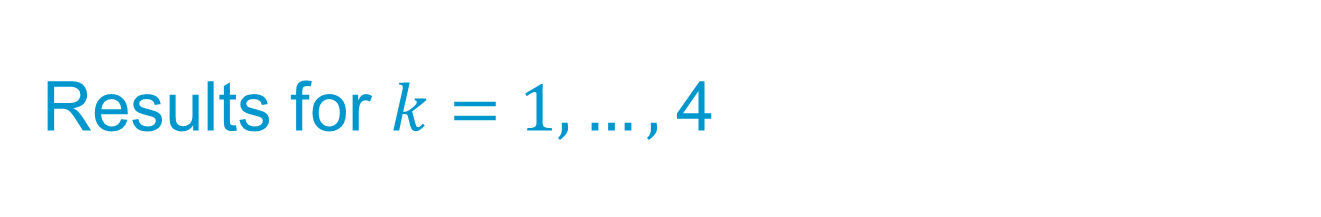 Results for 𝑘 = 1, … , 4